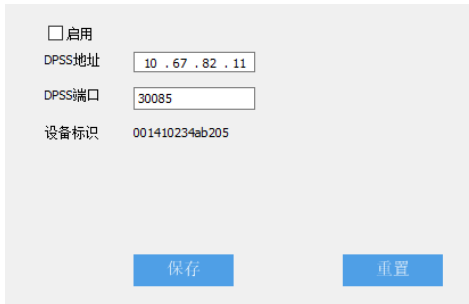 启用
DPSS地址 10 . 67 . 82 . 11
DPSS端口 30085
设备标识 001410234ab205
保存 重置